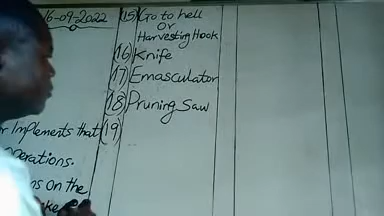 16-09-2022
r Implements that
operations.
ns on the
15) Go to hell
Or
Harvesting Hook
16) Knife
17) Emasculator
18) Pruning Saw
19)